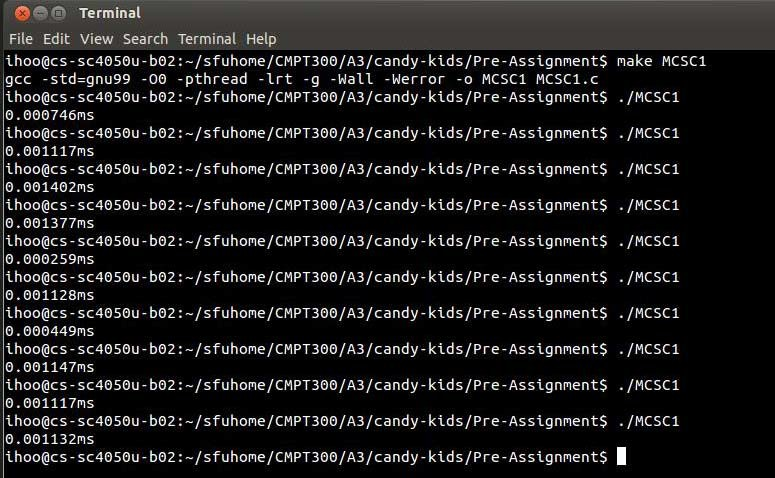 Terminal
File Edit View Search Terminal Help
ihoo@cs-sc4050u-b02:~/sfuhome/CMPT300/A3/candy-kids/Pre-Assignment$ make MCSC1
gcc -std=gnu99 -O0 -pthread -lrt -g -Wall -Werror -o MCSC1 MCSC1.c
ihoo@cs-sc4050u-b02:~/sfuhome/CMPT300/A3/candy-kids/Pre-Assignment$ ./MCSC1
0.000746ms
ihoo@cs-sc4050u-b02:~/sfuhome/CMPT300/A3/candy-kids/Pre-Assignment$ ./MCSC1
0.001117ms
ihoo@cs-sc4050u-b02:~/sfuhome/CMPT300/A3/candy-kids/Pre-Assignment$ ./MCSC1
0.001402ms
ihoo@cs-sc4050u-b02:~/sfuhome/CMPT300/A3/candy-kids/Pre-Assignment$ ./MCSC1
0.001377ms
ihoo@cs-sc4050u-b02:~/sfuhome/CMPT300/A3/candy-kids/Pre-Assignment$ ./MCSC1
0.000259ms
ihoo@cs-sc4050u-b02:~/sfuhome/CMPT300/A3/candy-kids/Pre-Assignment$ ./MCSC1
0.001128ms
ihoo@cs-sc4050u-b02:~/sfuhome/CMPT300/A3/candy-kids/Pre-Assignment$ ./MCSC1
0.000449ms
ihoo@cs-sc4050u-b02:~/sfuhome/CMPT300/A3/candy-kids/Pre-Assignment$ ./MCSC1
0.001147ms
ihoo@cs-sc4050u-b02:~/sfuhome/CMPT300/A3/candy-kids/Pre-Assignment$ ./MCSC1
0.001117ms
ihoo@cs-sc4050u-b02:~/sfuhome/CMPT300/A3/candy-kids/Pre-Assignment$ ./MCSC1
0.001132ms
ihoo@cs-sc4050u-b02:~/sfuhome/CMPT300/A3/candy-kids/Pre-Assignment$